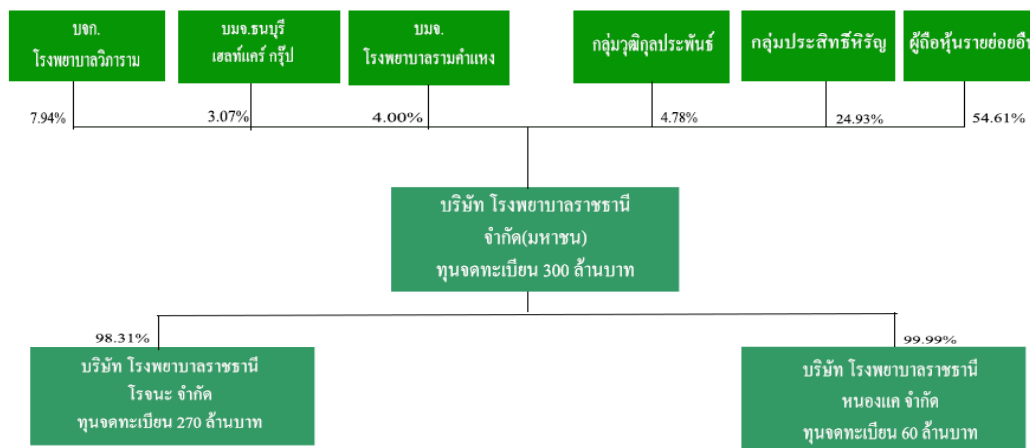 บจก.
โรงพยาบาลวิภาราม
บมจ.ธนบุรี
เฮลท์แคร์ กรุ๊ป
บมจ.
โรงพยาบาลรามคำแหง
กลุ่มวุฒิกุลประพันธ์
กลุ่มประสิทธิ์หิรัญ
ผู้ถือหุ้นรายย่อยอื่น
7.94%
3.07%
4.00%
4.78%
24.93%
54.61%
บริษัท โรงพยาบาลราชธานี
จำกัด(มหาชน)
ทุนจดทะเบียน 300 ล้านบาท
98.31%
บริษัท โรงพยาบาลราชธานี
โรจนะ จำกัด
ทุนจดทะเบียน 270 ล้านบาท
99.99%
บริษัท โรงพยาบาลราชธานี
หนองแค จำกัด
ทุนจดทะเบียน 60 ล้านบาท